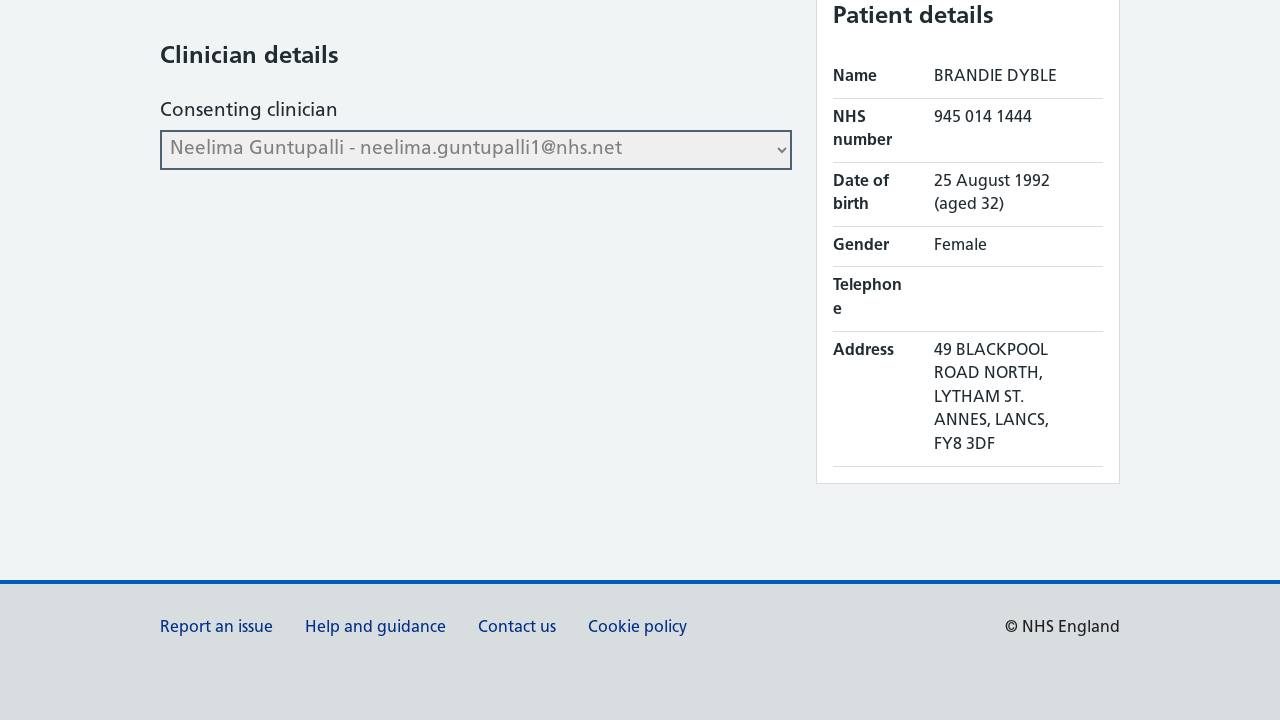 Clinician details
Consenting clinician
Neelima Guntupalli - neelima.guntupalli1@nhs.net
Patient details
Name BRANDIE DYBLE
NHS 945 014 1444
number
Date of 25 August 1992
birth (aged 32)
Gender Female
Telephon
e
Address 49 BLACKPOOL
ROAD NORTH,
LYTHAM ST.
ANNES, LANCS,
FY8 3DF
Report an issue Help and guidance Contact us Cookie policy © NHS England